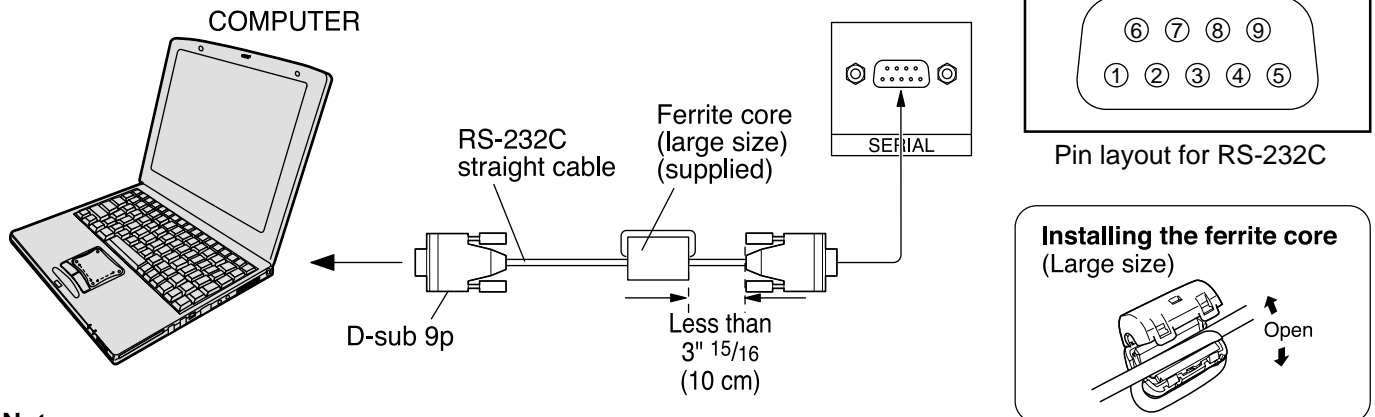 COMPUTER
RS-232C
straight cable
Ferrite core
(large size)
(supplied)
SERIAL
D-sub 9p
Less than
3" 15/16
(10 cm)
⑥ ⑦ ⑧ ⑨
① ② ③ ④ ⑤
Pin layout for RS-232C
Installing the ferrite core
(Large size)
Open